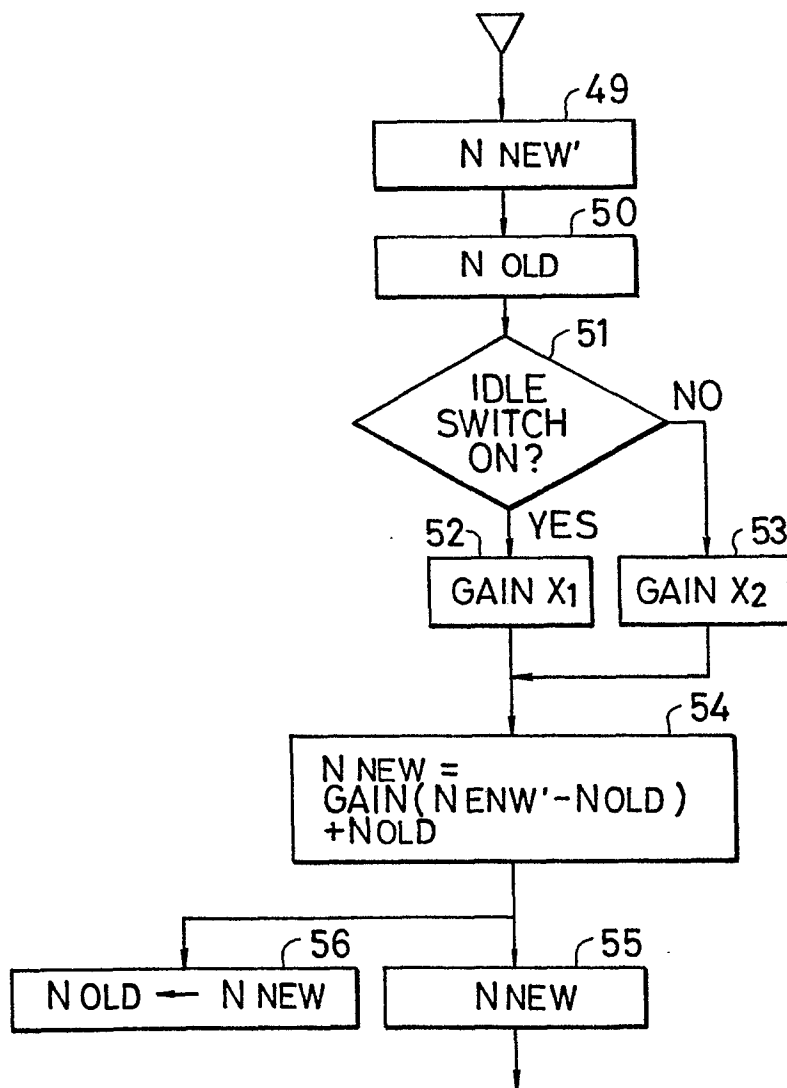 49
N NEW'
50
N OLD
51
IDLE
SWITCH
ON?
NO
YES
52
GAIN X1
53
GAIN X2
54
N NEW =
GAIN(NENW'-NOLD)
+NOLD
56
N OLD ← N NEW
55
N NEW